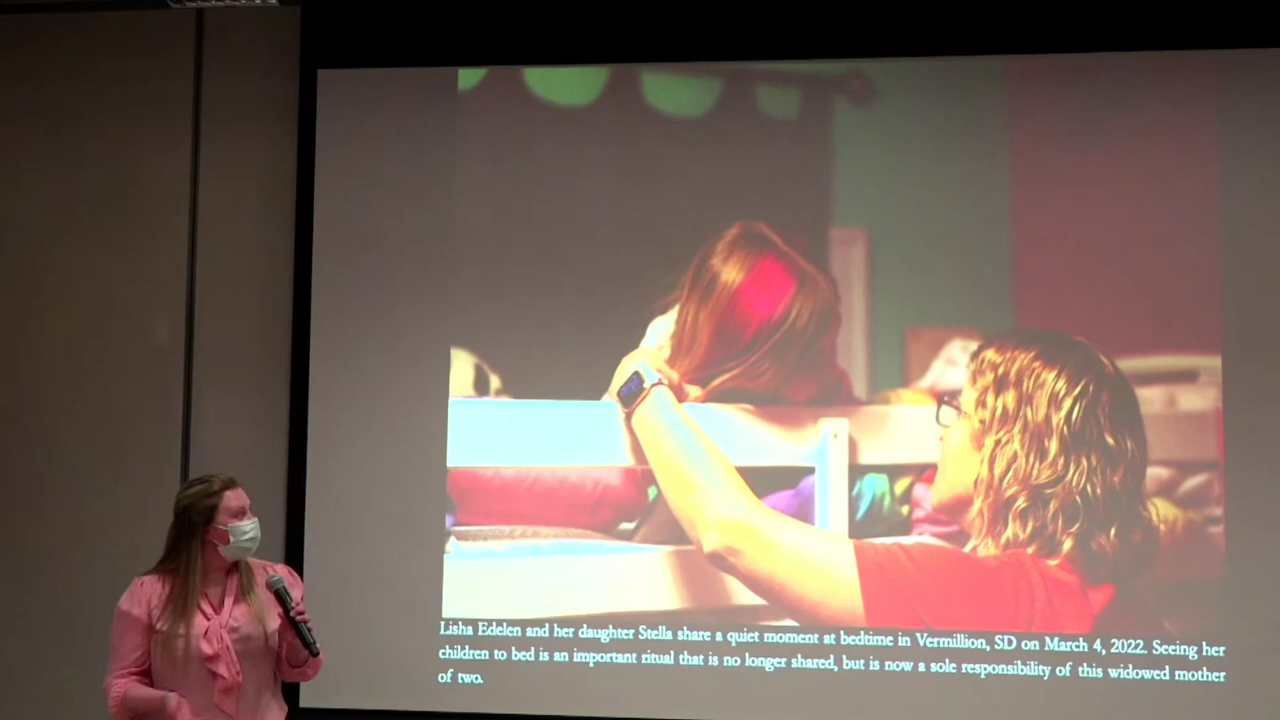 Lisha Edelen and her daughter Stella share a quiet moment at bedtime in Vermillion, SD on March 4, 2022. Seeing her
children to bed is an important ritual that is no longer shared, but is now a sole responsibility of this widowed mother
of two.